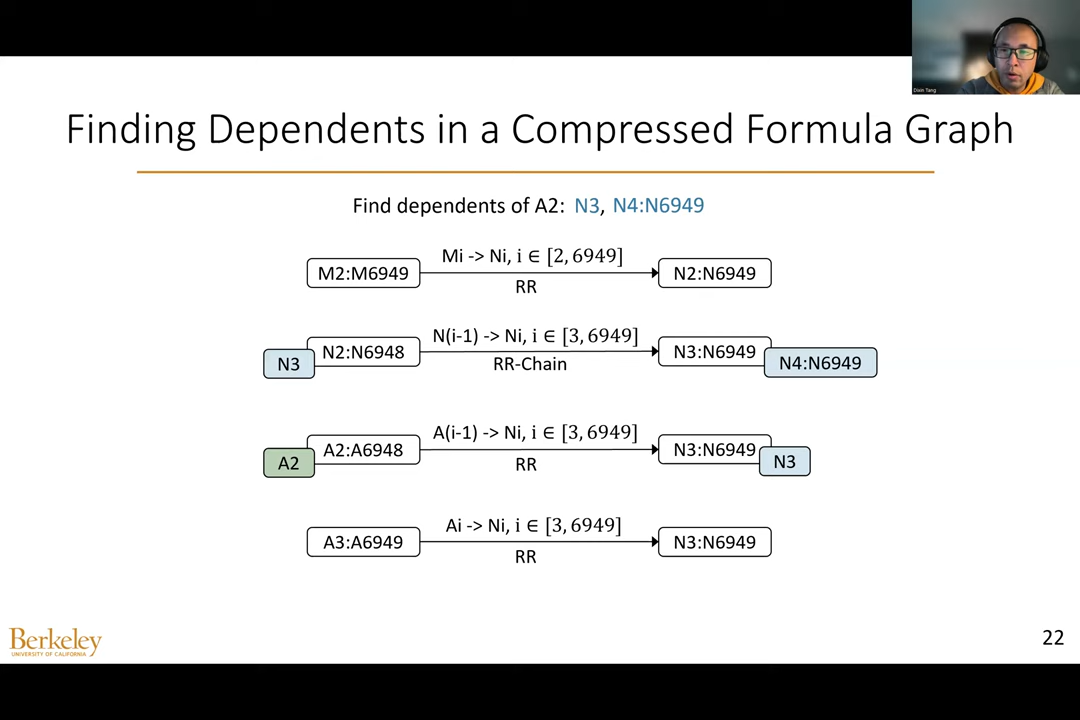 Dixin Tang
Finding Dependents in a Compressed Formula Graph
Find dependents of A2: N3, N4:N6949
M2:M6949
Mi -> Ni, i ∈ [2, 6949]
RR
N2:N6949
N3
N2:N6948
N(i-1) -> Ni, i ∈ [3, 6949]
RR-Chain
N3:N6949
N4:N6949
A2
A2:A6948
A(i-1) -> Ni, i ∈ [3, 6949]
RR
N3:N6949
N3
A3:A6949
Ai -> Ni, i ∈ [3, 6949]
RR
N3:N6949
Berkeley
UNIVERSITY OF CALIFORNIA
22